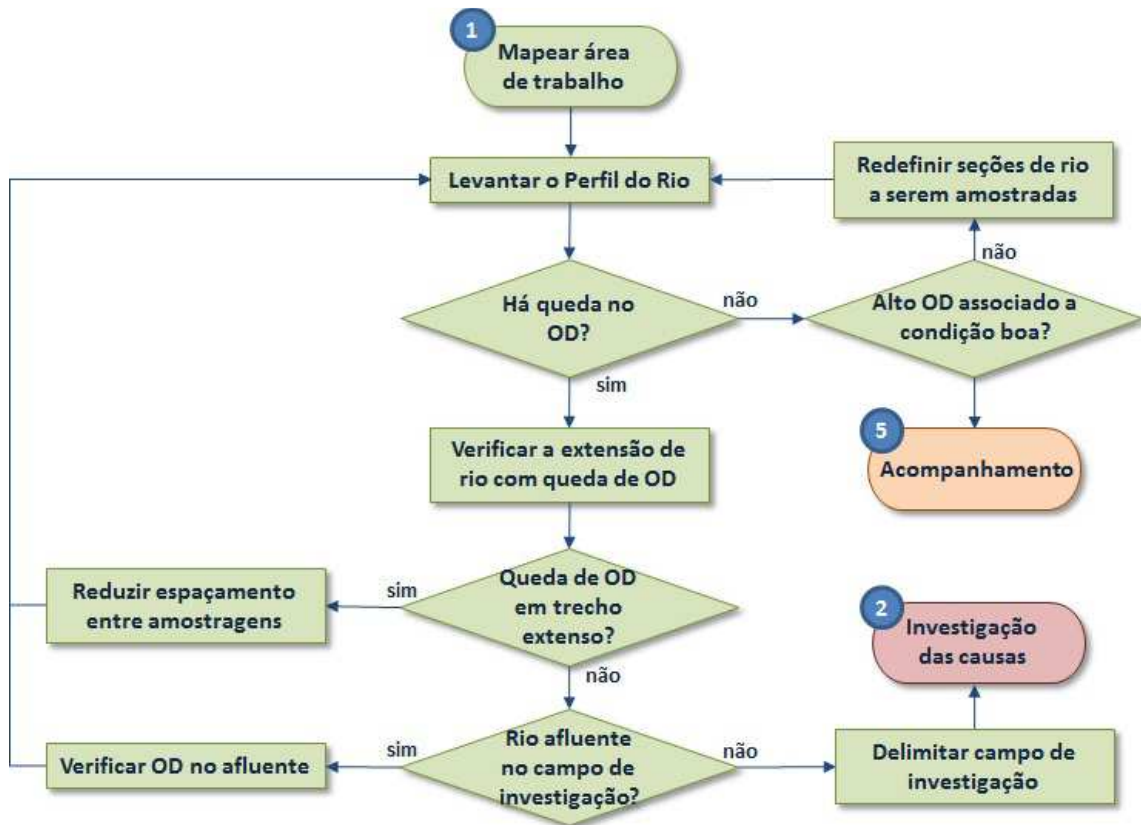 1
Mapear área
de trabalho
Levantar o Perfil do Rio
Redefinir seções de rio
a serem amostradas
não
Há queda no
OD?
não
Alto OD associado a
condição boa?
sim
5
Acompanhamento
Verificar a extensão de
rio com queda de OD
Queda de OD
em trecho
extenso?
sim
Reduzir espaçamento
entre amostragens
2
Investigação
das causas
não
Rio afluente
no campo de
investigação?
sim
Verificar OD no afluente
não
Delimitar campo de
investigação